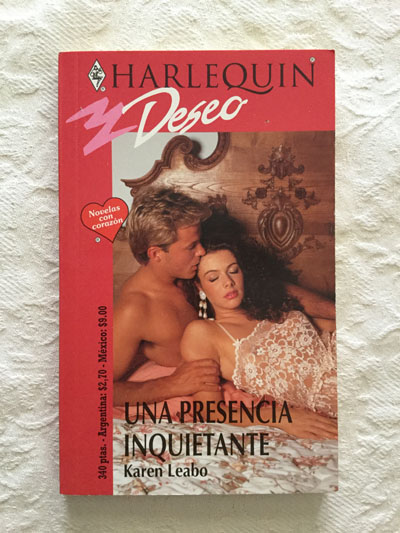 HARLEQUIN
Deseo
Novelas
con
corazón
340 ptas. - Argentina: $2,70 - México: $9.00
UNA PRESENCIA
INQUIETANTE
Karen Leabo